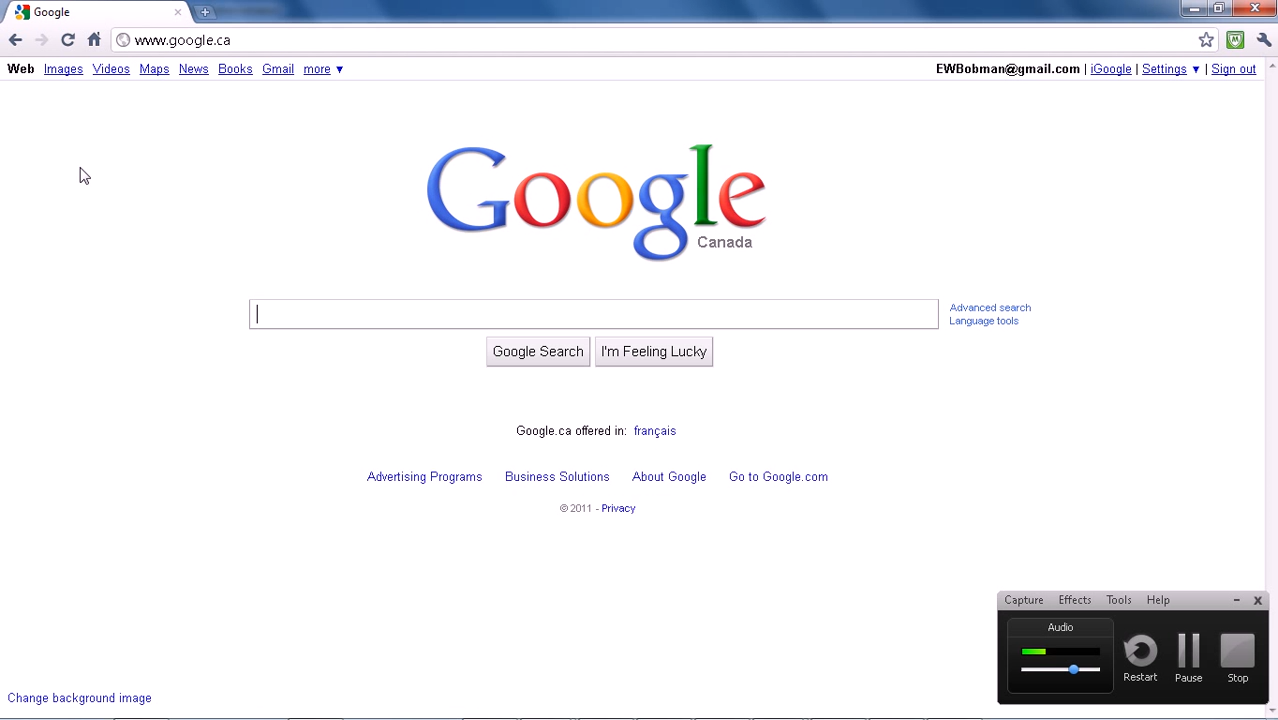 Google
www.google.ca
Web Images Videos Maps News Books Gmail more ▼
EWBobman@gmail.com | iGoogle | Settings ▼ | Sign out
Google
Canada
Advanced search
Language tools
Google Search
I'm Feeling Lucky
Google.ca offered in: français
Advertising Programs Business Solutions About Google Go to Google.com
© 2011 - Privacy
Capture Effects Tools Help
Audio
Restart Pause Stop
Change background image